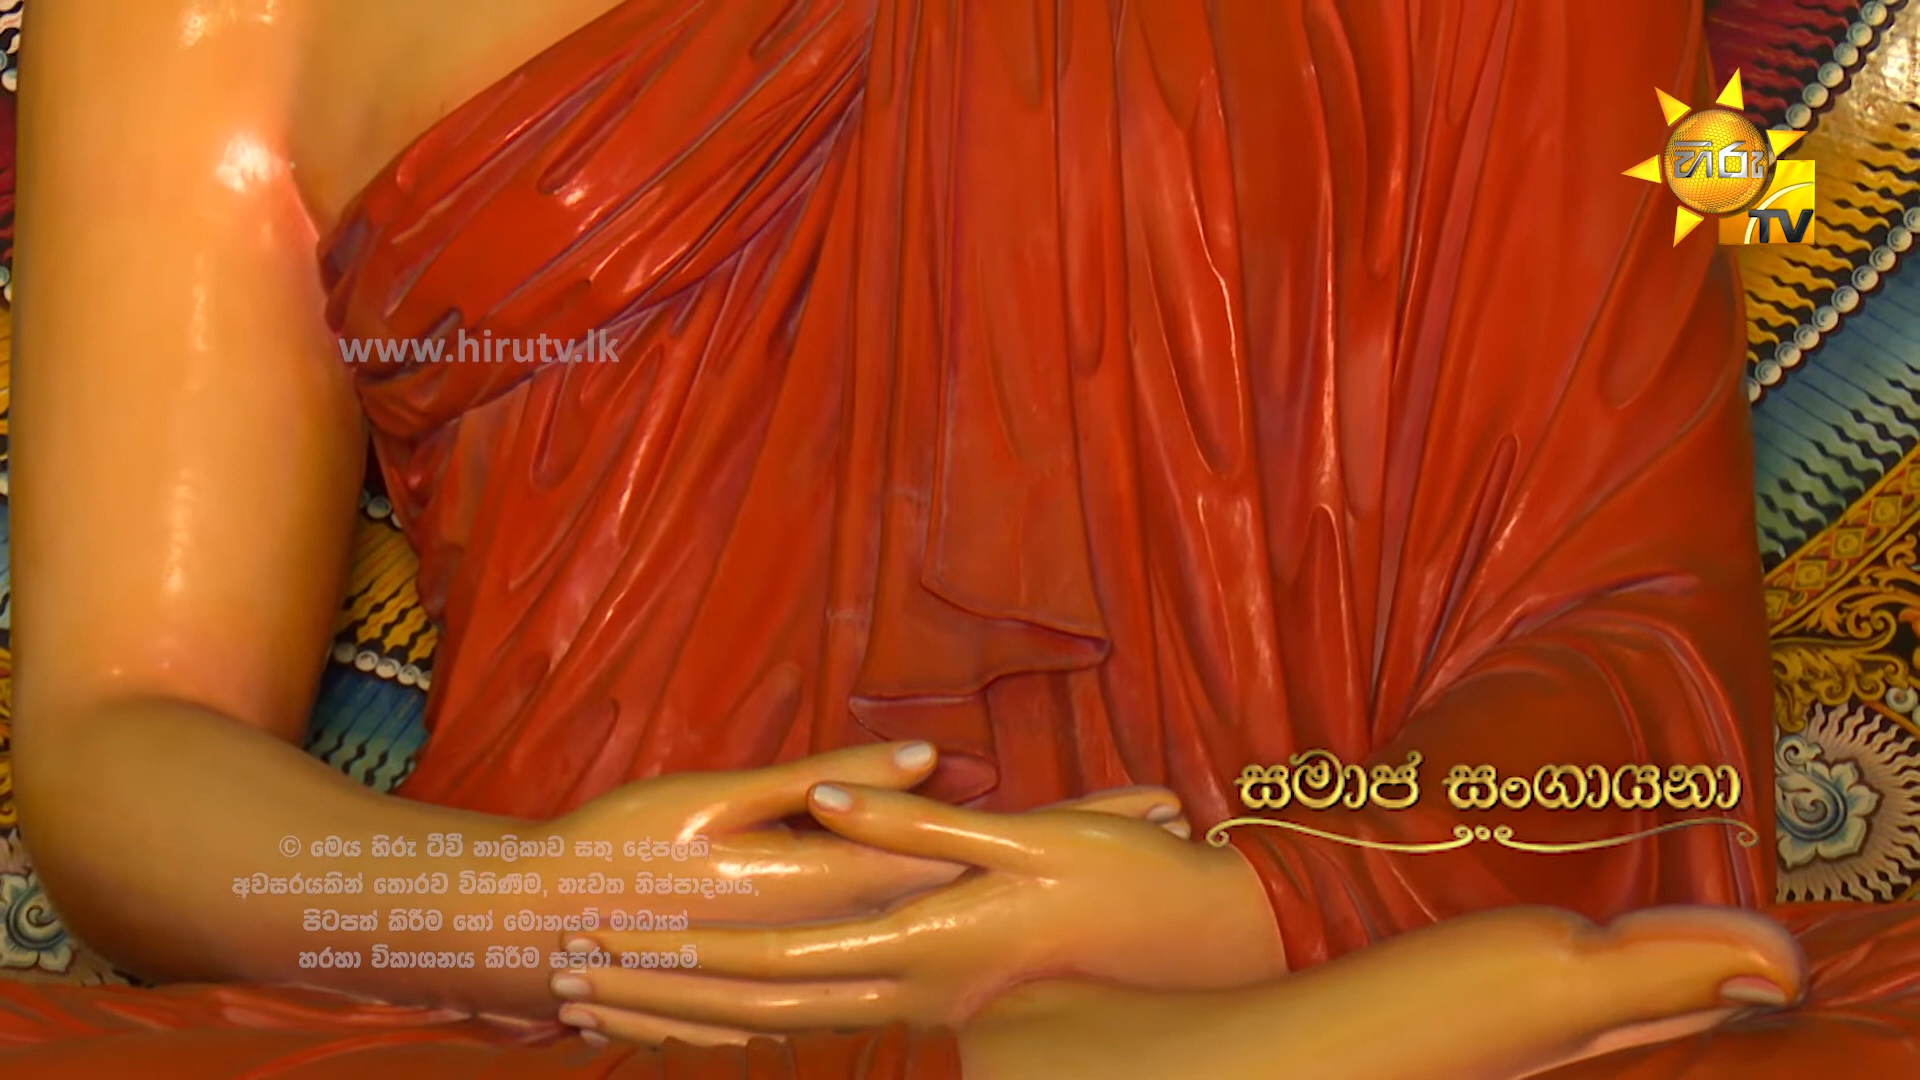 හිරු
TV
www.hirutv.lk
සමාජ සංගායනා
© මෙය හිරු ටීවී නාලිකාව සතු දේපලකි
අවසරයකින් තොරව විකිණීම, නැවත නිෂ්පාදනය,
පිටපත් කිරීම හෝ මොනයම් මාධ්‍යක්
හරහා විකාශනය කිරීම සපුරා තහනම්.